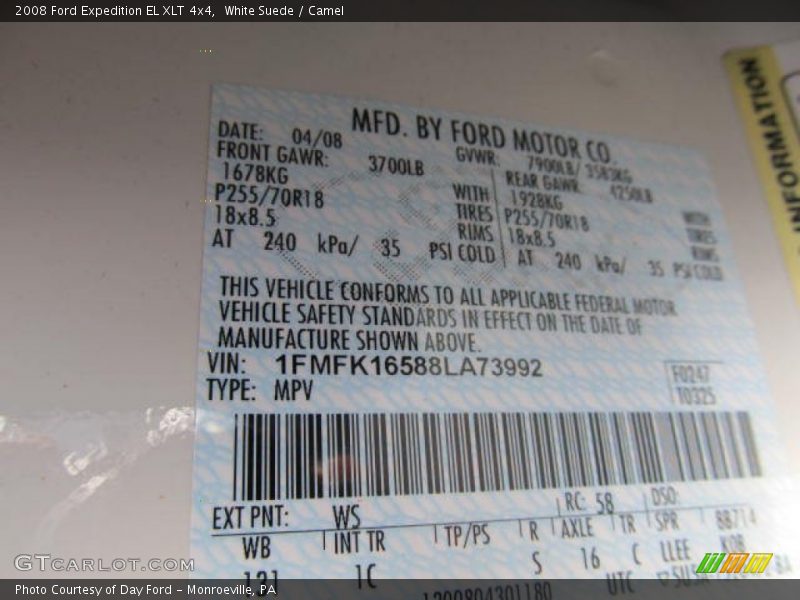 2008 Ford Expedition EL XLT 4x4, White Suede / Camel
INFORMATION
MFD. BY FORD MOTOR CO.
DATE: 04/08 GVWR: 7900LB/ 3583KG
FRONT GAWR: 3700LB REAR GAWR: 4250LB
1678KG WITH 1928KG WITH
P255/70R18 TIRES P255/70R18 TIRES
18x8.5 RIMS 18x8.5 RIMS
AT 240 kPa/ 35 PSI COLD AT 240 kPa/ 35 PSI COLD
THIS VEHICLE CONFORMS TO ALL APPLICABLE FEDERAL MOTOR
VEHICLE SAFETY STANDARDS IN EFFECT ON THE DATE OF
MANUFACTURE SHOWN ABOVE.
VIN: 1FMFK16588LA73992 F0247
TYPE: MPV T0325
EXT PNT: WS RC: 58 DSO:
WB INT TR TP/PS R AXLE TR SPR 88714
131 1C S 16 C LLEE
UTC
GTCARLOT.COM
Photo Courtesy of Day Ford – Monroeville, PA